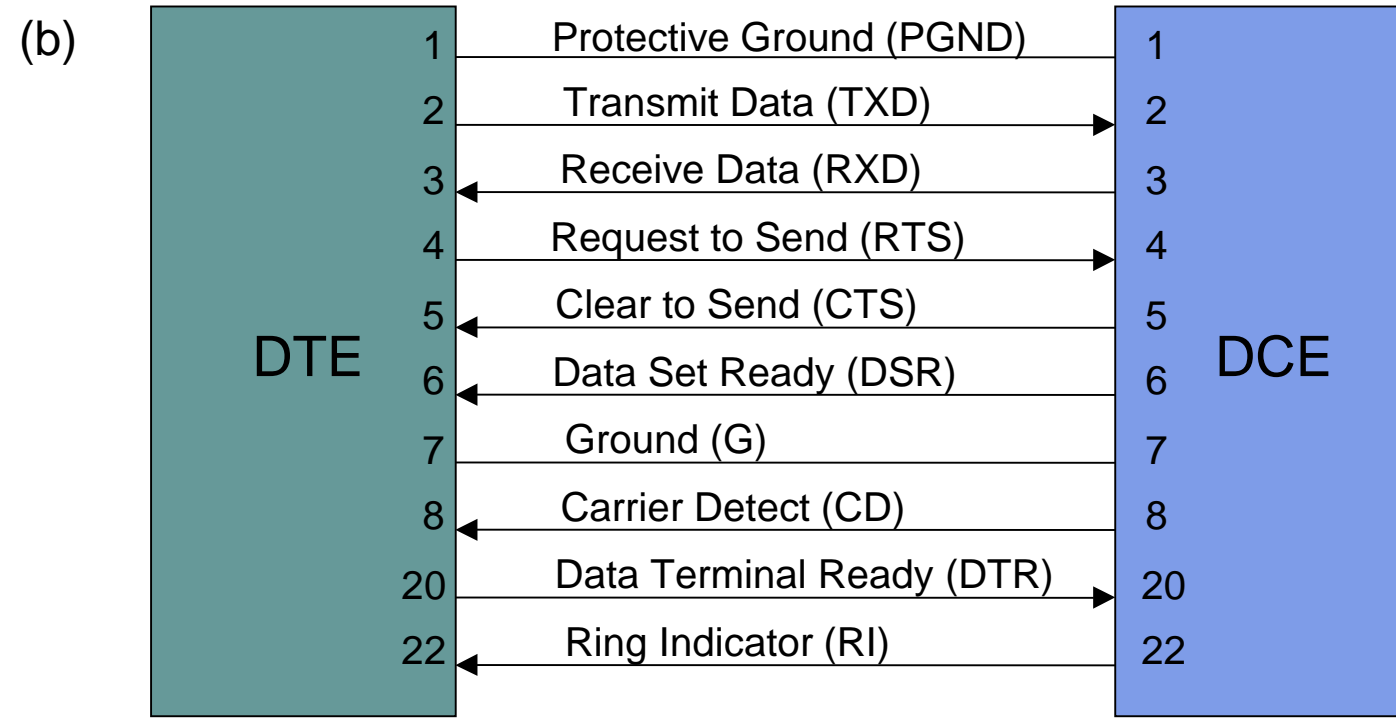 (b)
1 Protective Ground (PGND) 1
2 Transmit Data (TXD) 2
3 Receive Data (RXD) 3
4 Request to Send (RTS) 4
5 Clear to Send (CTS) 5
DTE DCE
6 Data Set Ready (DSR) 6
7 Ground (G) 7
8 Carrier Detect (CD) 8
20 Data Terminal Ready (DTR) 20
22 Ring Indicator (RI) 22